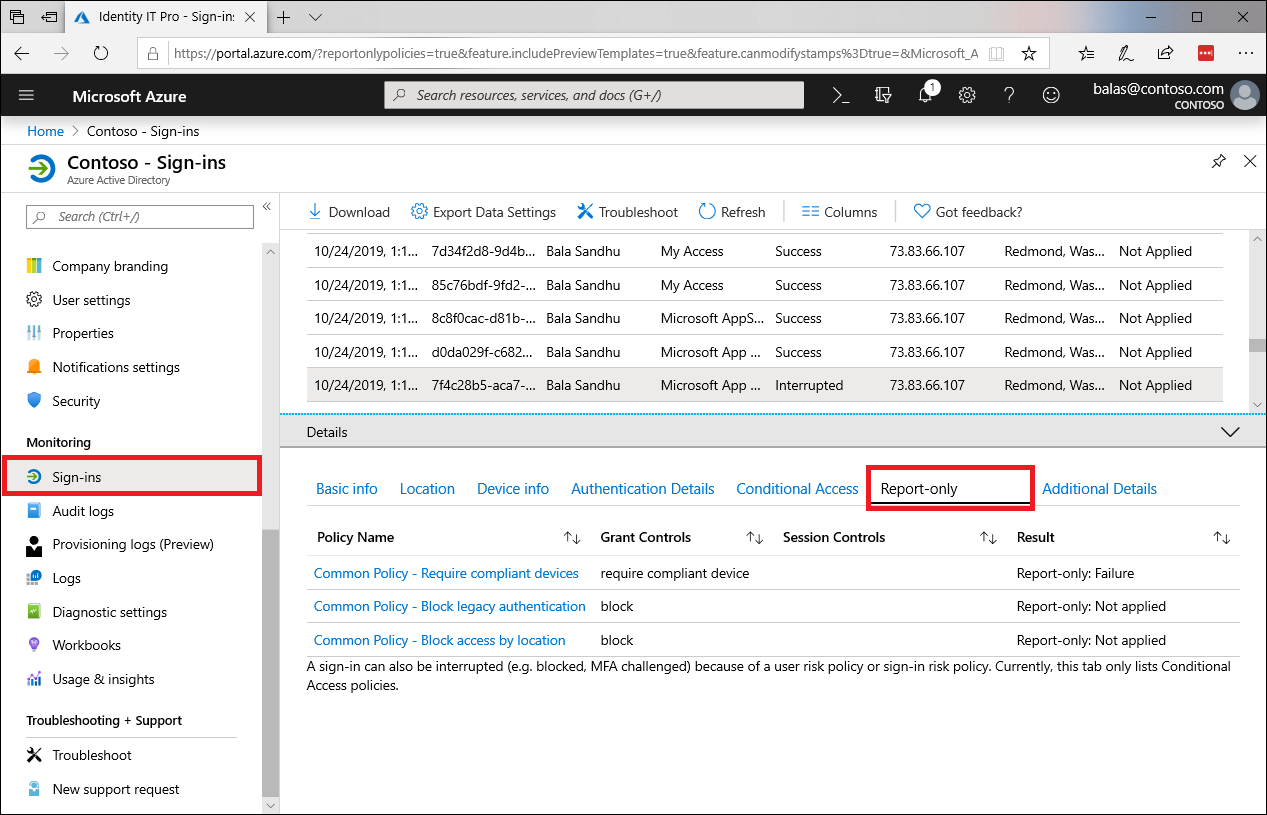 Identity IT Pro - Sign-in:
https://portal.azure.com/?reportonlypolicies=true&feature.includePreviewTemplates=true&feature.canmodifystamps%3Dtrue=&Microsoft_A
Microsoft Azure
Search resources, services, and docs (G+/)
1
balas@contoso.com
CONTOSO
Home > Contoso - Sign-ins
Contoso - Sign-ins
Azure Active Directory
Search (Ctrl+/)
Company branding
User settings
Properties
Notifications settings
Security
Monitoring
Sign-ins
Audit logs
Provisioning logs (Preview)
Logs
Diagnostic settings
Workbooks
Usage & insights
Troubleshooting + Support
Troubleshoot
New support request
Download Export Data Settings Troubleshoot Refresh Columns Got feedback?
10/24/2019, 1:1... 7d34f2d8-9d4b... Bala Sandhu My Access Success 73.83.66.107 Redmond, Was... Not Applied
10/24/2019, 1:1... 85c76bdf-9fd2-... Bala Sandhu My Access Success 73.83.66.107 Redmond, Was... Not Applied
10/24/2019, 1:1... 8c8f0cac-d81b-... Bala Sandhu Microsoft AppS... Success 73.83.66.107 Redmond, Was... Not Applied
10/24/2019, 1:1... d0da029f-c682... Bala Sandhu Microsoft App ... Success 73.83.66.107 Redmond, Was... Not Applied
10/24/2019, 1:1... 7f4c28b5-aca7-... Bala Sandhu Microsoft App ... Interrupted 73.83.66.107 Redmond, Was... Not Applied
Details
Basic info Location Device info Authentication Details Conditional Access Report-only Additional Details
Policy Name Grant Controls Session Controls Result
Common Policy - Require compliant devices require compliant device Report-only: Failure
Common Policy - Block legacy authentication block Report-only: Not applied
Common Policy - Block access by location block Report-only: Not applied
A sign-in can also be interrupted (e.g. blocked, MFA challenged) because of a user risk policy or sign-in risk policy. Currently, this tab only lists Conditional
Access policies.